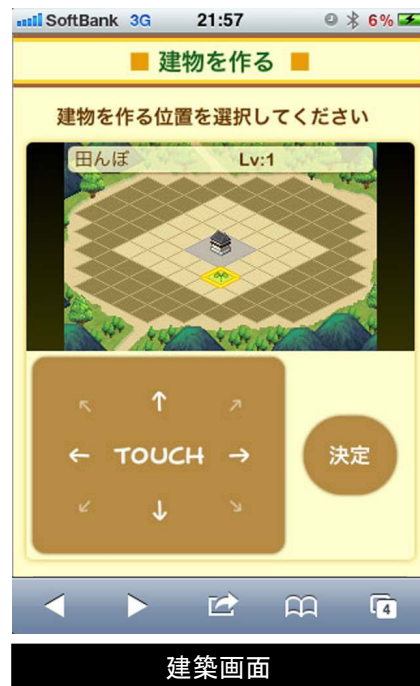 SoftBank 3G 21:57 6%
建物を作る
建物を作る位置を選択してください
田んぼ Lv:1
TOUCH
決定
4
建築画面